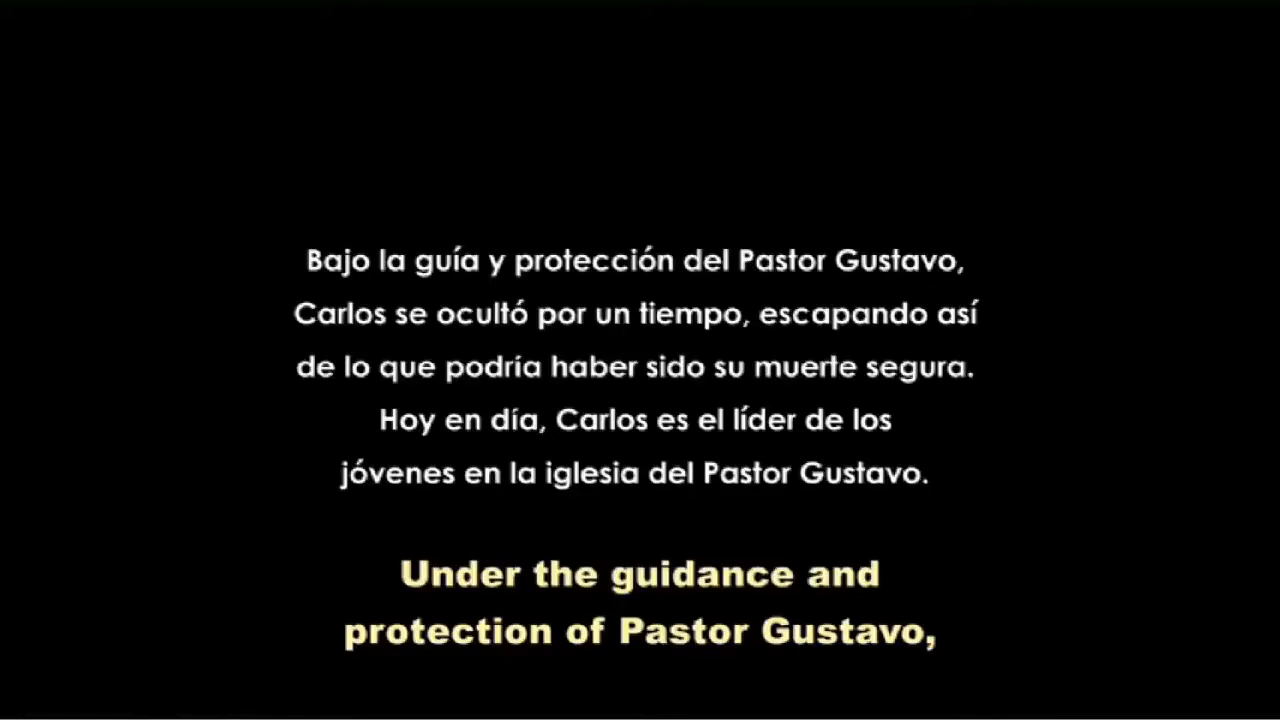 Bajo la guía y protección del Pastor Gustavo,
Carlos se ocultó por un tiempo, escapando así
de lo que podría haber sido su muerte segura.
Hoy en día, Carlos es el líder de los
jóvenes en la iglesia del Pastor Gustavo.
Under the guidance and
protection of Pastor Gustavo,